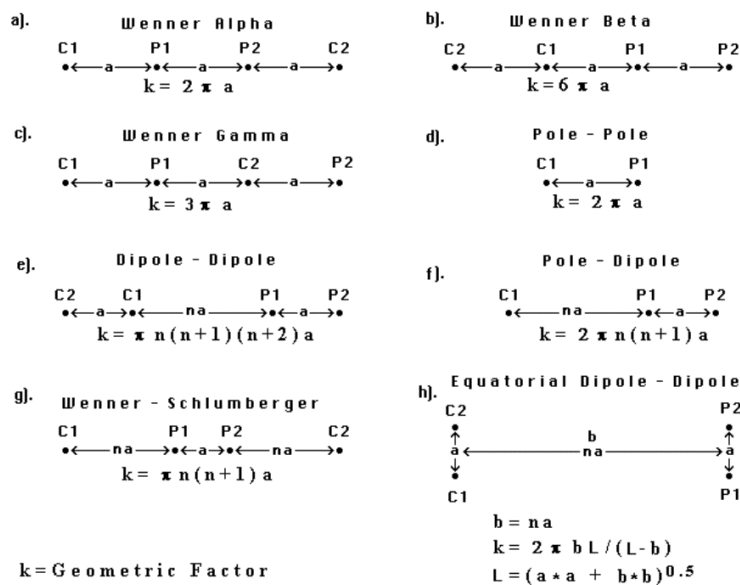 a). Wenner Alpha
C1 P1 P2 C2
a a a
k = 2 π a
b). Wenner Beta
C2 C1 P1 P2
a a a
k = 6 π a
c). Wenner Gamma
C1 P1 C2 P2
a a a
k = 3 π a
d). Pole - Pole
C1 P1
a
k = 2 π a
e). Dipole - Dipole
C2 C1 P1 P2
a na a
k = π n(n+1)(n+2)a
f). Pole - Dipole
C1 P1 P2
na a
k = 2 π n(n+1)a
g). Wenner - Schlumberger
C1 P1 P2 C2
na a na
k = π n(n+1)a
h). Equatorial Dipole - Dipole
C2 P2
b
a na a
C1 P1
b = na
k = 2 π b L/(L-b)
L = (a*a + b*b)0.5
k = Geometric Factor